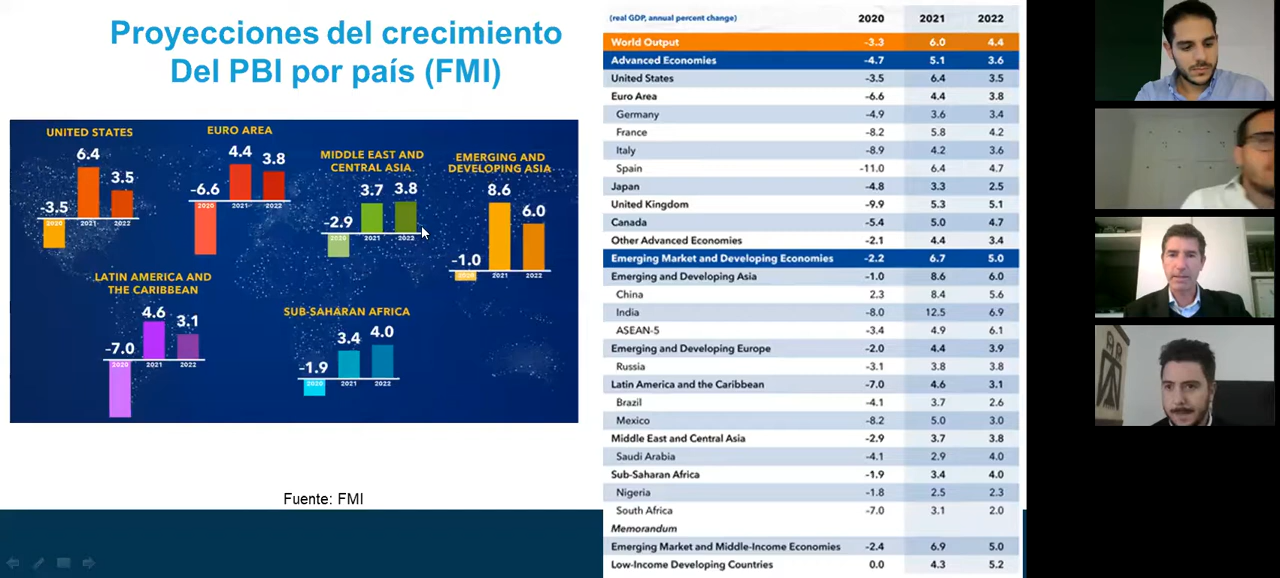 Proyecciones del crecimiento
Del PBI por país (FMI)
UNITED STATES
-3.5
6.4
3.5
2020
2021
2022
EURO AREA
-6.6
4.4
3.8
2020
2021
2022
MIDDLE EAST AND
CENTRAL ASIA
-2.9
3.7
3.8
2020
2021
2022
EMERGING AND
DEVELOPING ASIA
-1.0
8.6
6.0
2020
2021
2022
LATIN AMERICA AND
THE CARIBBEAN
-7.0
4.6
3.1
2020
2021
2022
SUB-SAHARAN AFRICA
-1.9
3.4
4.0
2020
2021
2022
Fuente: FMI
(real GDP, annual percent change) 2020 2021 2022
World Output -3.3 6.0 4.4
Advanced Economies -4.7 5.1 3.6
United States -3.5 6.4 3.5
Euro Area -6.6 4.4 3.8
Germany -4.9 3.6 3.4
France -8.2 5.8 4.2
Italy -8.9 4.2 3.6
Spain -11.0 6.4 4.7
Japan -4.8 3.3 2.5
United Kingdom -9.9 5.3 5.1
Canada -5.4 5.0 4.7
Other Advanced Economies -2.1 4.4 3.4
Emerging Market and Developing Economies -2.2 6.7 5.0
Emerging and Developing Asia -1.0 8.6 6.0
China 2.3 8.4 5.6
India -8.0 12.5 6.9
ASEAN-5 -3.4 4.9 6.1
Emerging and Developing Europe -2.0 4.4 3.9
Russia -3.1 3.8 3.8
Latin America and the Caribbean -7.0 4.6 3.1
Brazil -4.1 3.7 2.6
Mexico -8.2 5.0 3.0
Middle East and Central Asia -2.9 3.7 3.8
Saudi Arabia -4.1 2.9 4.0
Sub-Saharan Africa -1.9 3.4 4.0
Nigeria -1.8 2.5 2.3
South Africa -7.0 3.1 2.0
Memorandum
Emerging Market and Middle-Income Economies -2.4 6.9 5.0
Low-Income Developing Countries 0.0 4.3 5.2